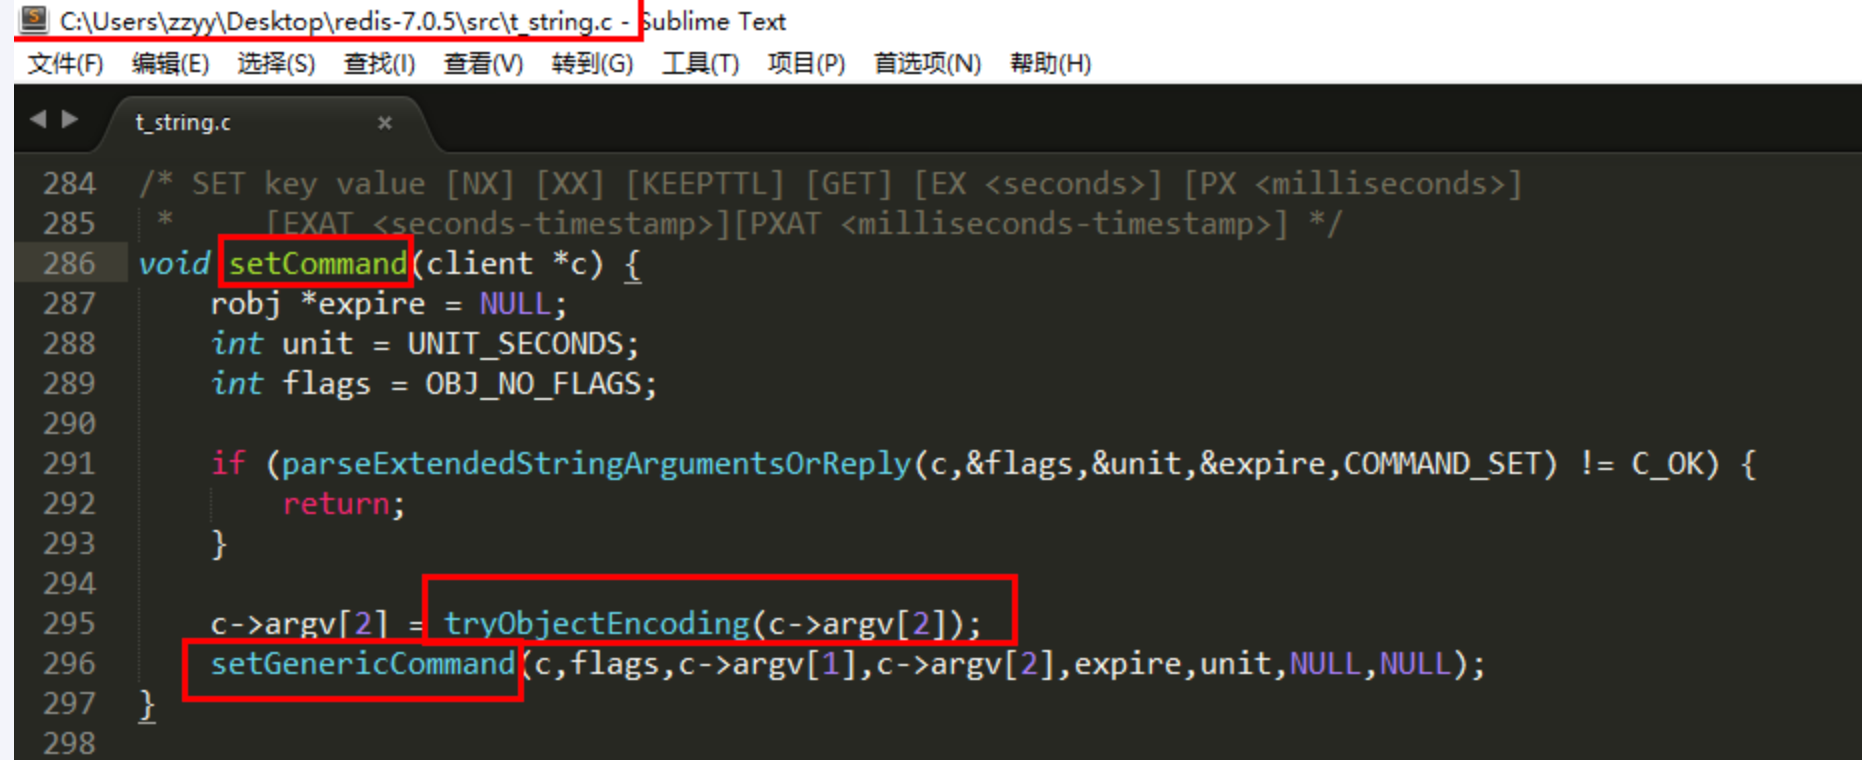 C:\Users\zzyy\Desktop\redis-7.0.5\src\t_string.c - Sublime Text
文件(F) 编辑(E) 选择(S) 查找(I) 查看(V) 转到(G) 工具(T) 项目(P) 首选项(N) 帮助(H)
t_string.c ×
284 /* SET key value [NX] [XX] [KEEPTTL] [GET] [EX <seconds>] [PX <milliseconds>]
285  *     [EXAT <seconds-timestamp>][PXAT <milliseconds-timestamp>] */
286 void setCommand(client *c) {
287     robj *expire = NULL;
288     int unit = UNIT_SECONDS;
289     int flags = OBJ_NO_FLAGS;
290
291     if (parseExtendedStringArgumentsOrReply(c,&flags,&unit,&expire,COMMAND_SET) != C_OK) {
292         return;
293     }
294
295     c->argv[2] = tryObjectEncoding(c->argv[2]);
296     setGenericCommand(c,flags,c->argv[1],c->argv[2],expire,unit,NULL,NULL);
297 }
298